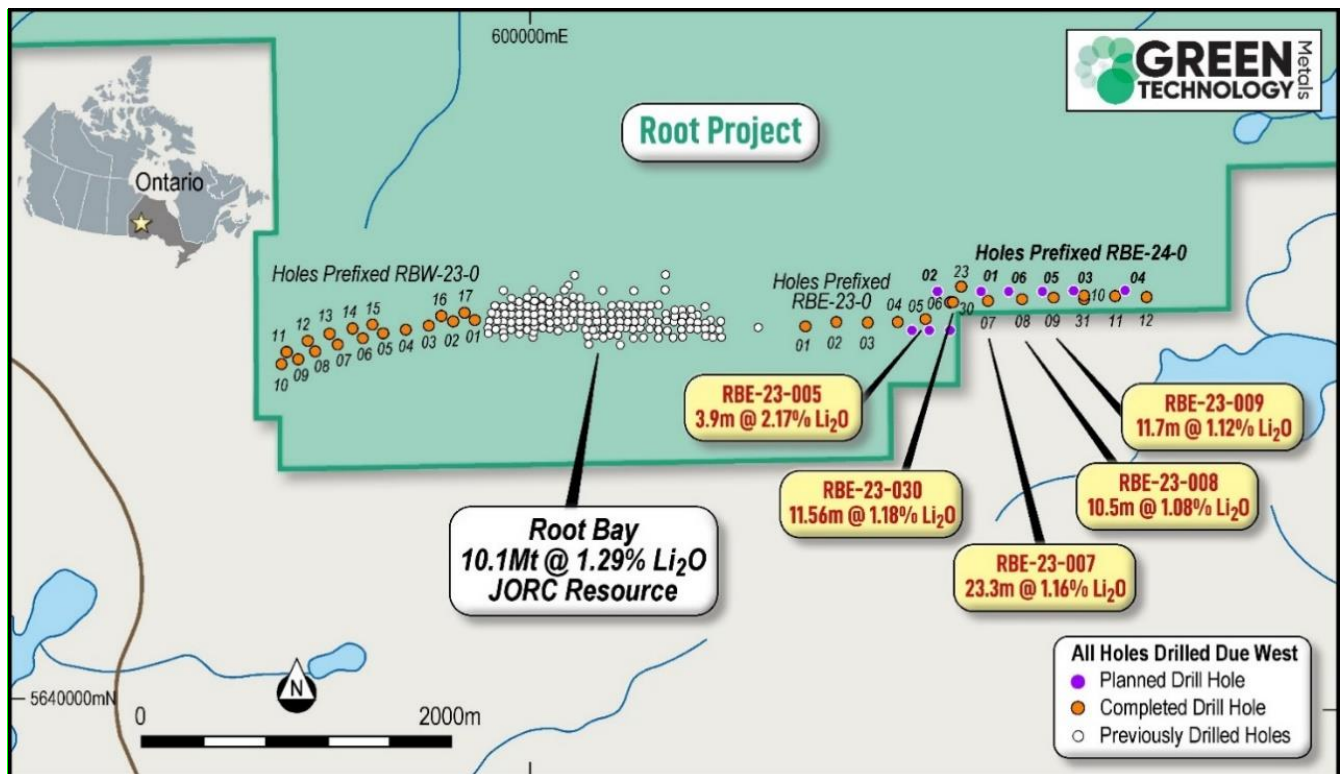 600000mE
GREEN
TECHNOLOGY
Metals
Root Project
Ontario
Holes Prefixed RBW-23-0
11 12 13 14 15 16 17
10 09 08 07 06 05 04 03 02 01
Holes Prefixed
RBE-23-0
01 02 03 04 05 06 23 30
Holes Prefixed RBE-24-0
02 01 06 05 03 04
10
07 08 09 31 11 12
RBE-23-005
3.9m @ 2.17% Li₂O
RBE-23-009
11.7m @ 1.12% Li₂O
RBE-23-030
11.56m @ 1.18% Li₂O
RBE-23-008
10.5m @ 1.08% Li₂O
RBE-23-007
23.3m @ 1.16% Li₂O
Root Bay
10.1Mt @ 1.29% Li₂O
JORC Resource
5640000mN
N
0 2000m
All Holes Drilled Due West
Planned Drill Hole
Completed Drill Hole
Previously Drilled Holes